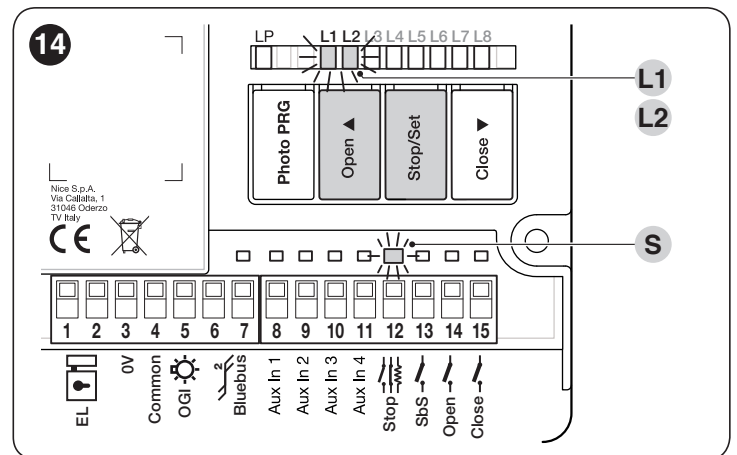 14
LP L1 L2 L3 L4 L5 L6 L7 L8
L1
L2
Photo PRG
Open ▲
Stop/Set
Close ▼
Nice S.p.A.
Via Callalta, 1
31046 Oderzo
TV Italy
CE
S
1 2 3 4 5 6 7 8 9 10 11 12 13 14 15
EL
0V
Common
OGI
2
Bluebus
Aux In 1
Aux In 2
Aux In 3
Aux In 4
Stop
SbS
Open
Close